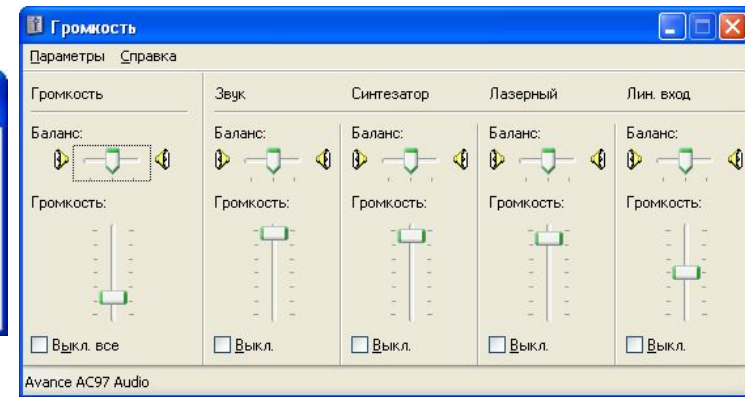 Громкость
Параметры Справка
Громкость Звук Синтезатор Лазерный Лин. вход
Баланс: Баланс: Баланс: Баланс: Баланс:
Громкость: Громкость: Громкость: Громкость: Громкость:
Выкл. все Выкл. Выкл. Выкл. Выкл.
Avance AC97 Audio